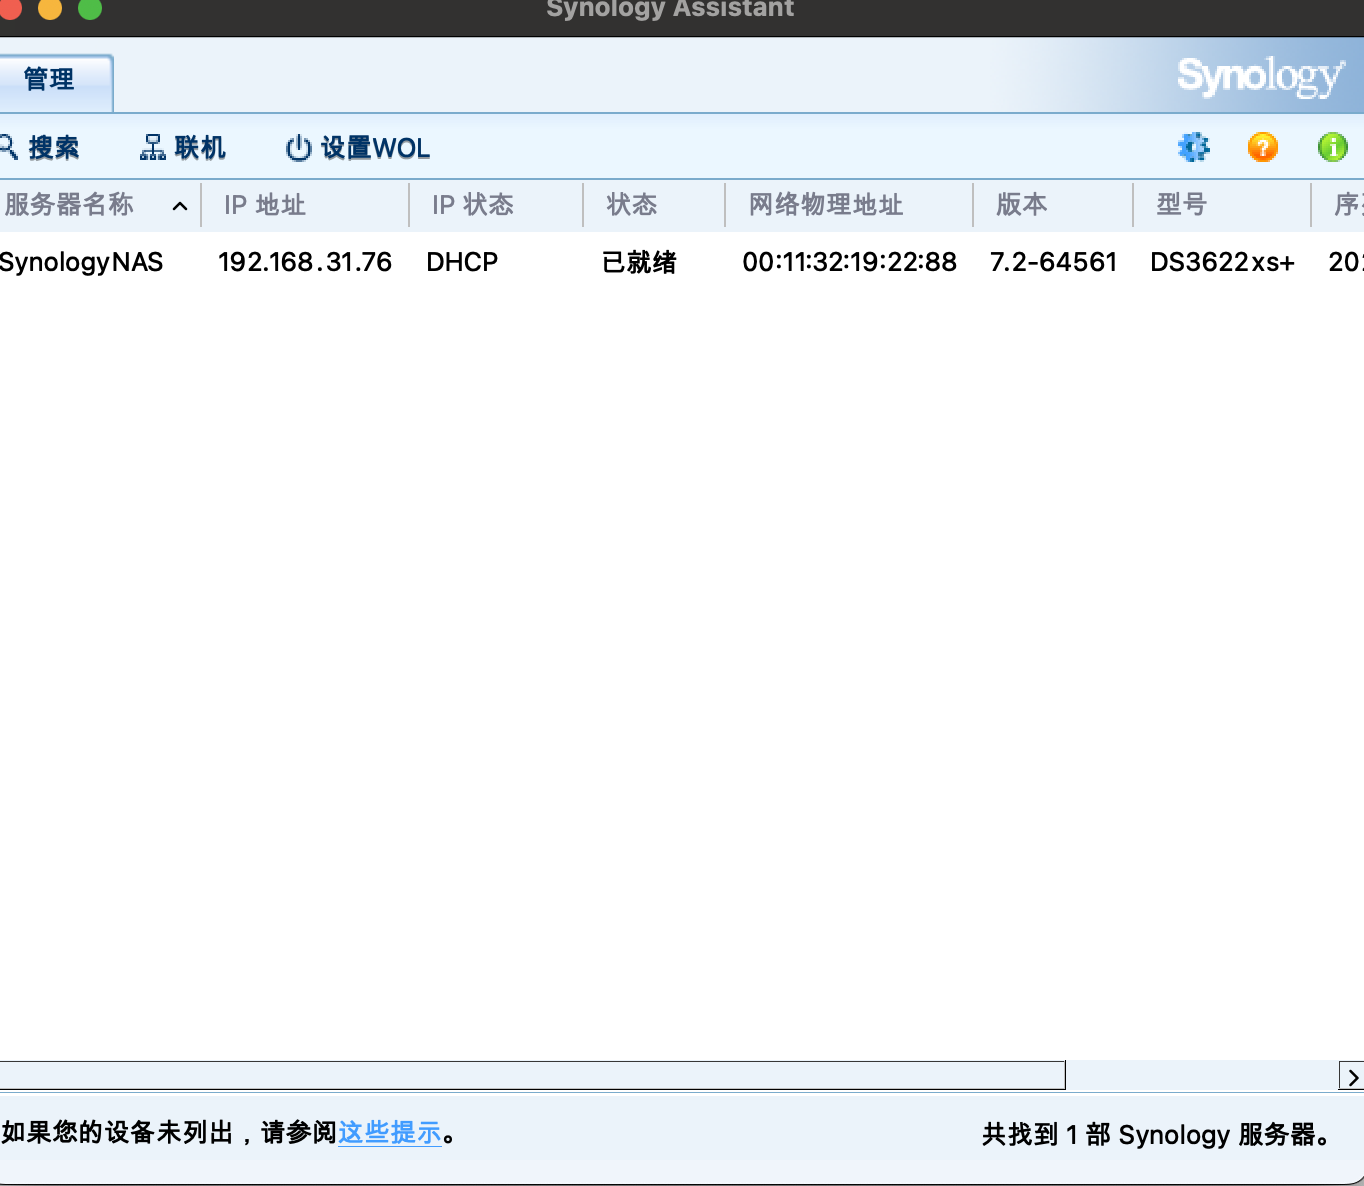 Synology Assistant
管理
Synology
搜索 联机 设置WOL
服务器名称 IP 地址 IP 状态 状态 网络物理地址 版本 型号 序
SynologyNAS 192.168.31.76 DHCP 已就绪 00:11:32:19:22:88 7.2-64561 DS3622xs+ 20
如果您的设备未列出，请参阅这些提示。 共找到 1 部 Synology 服务器。